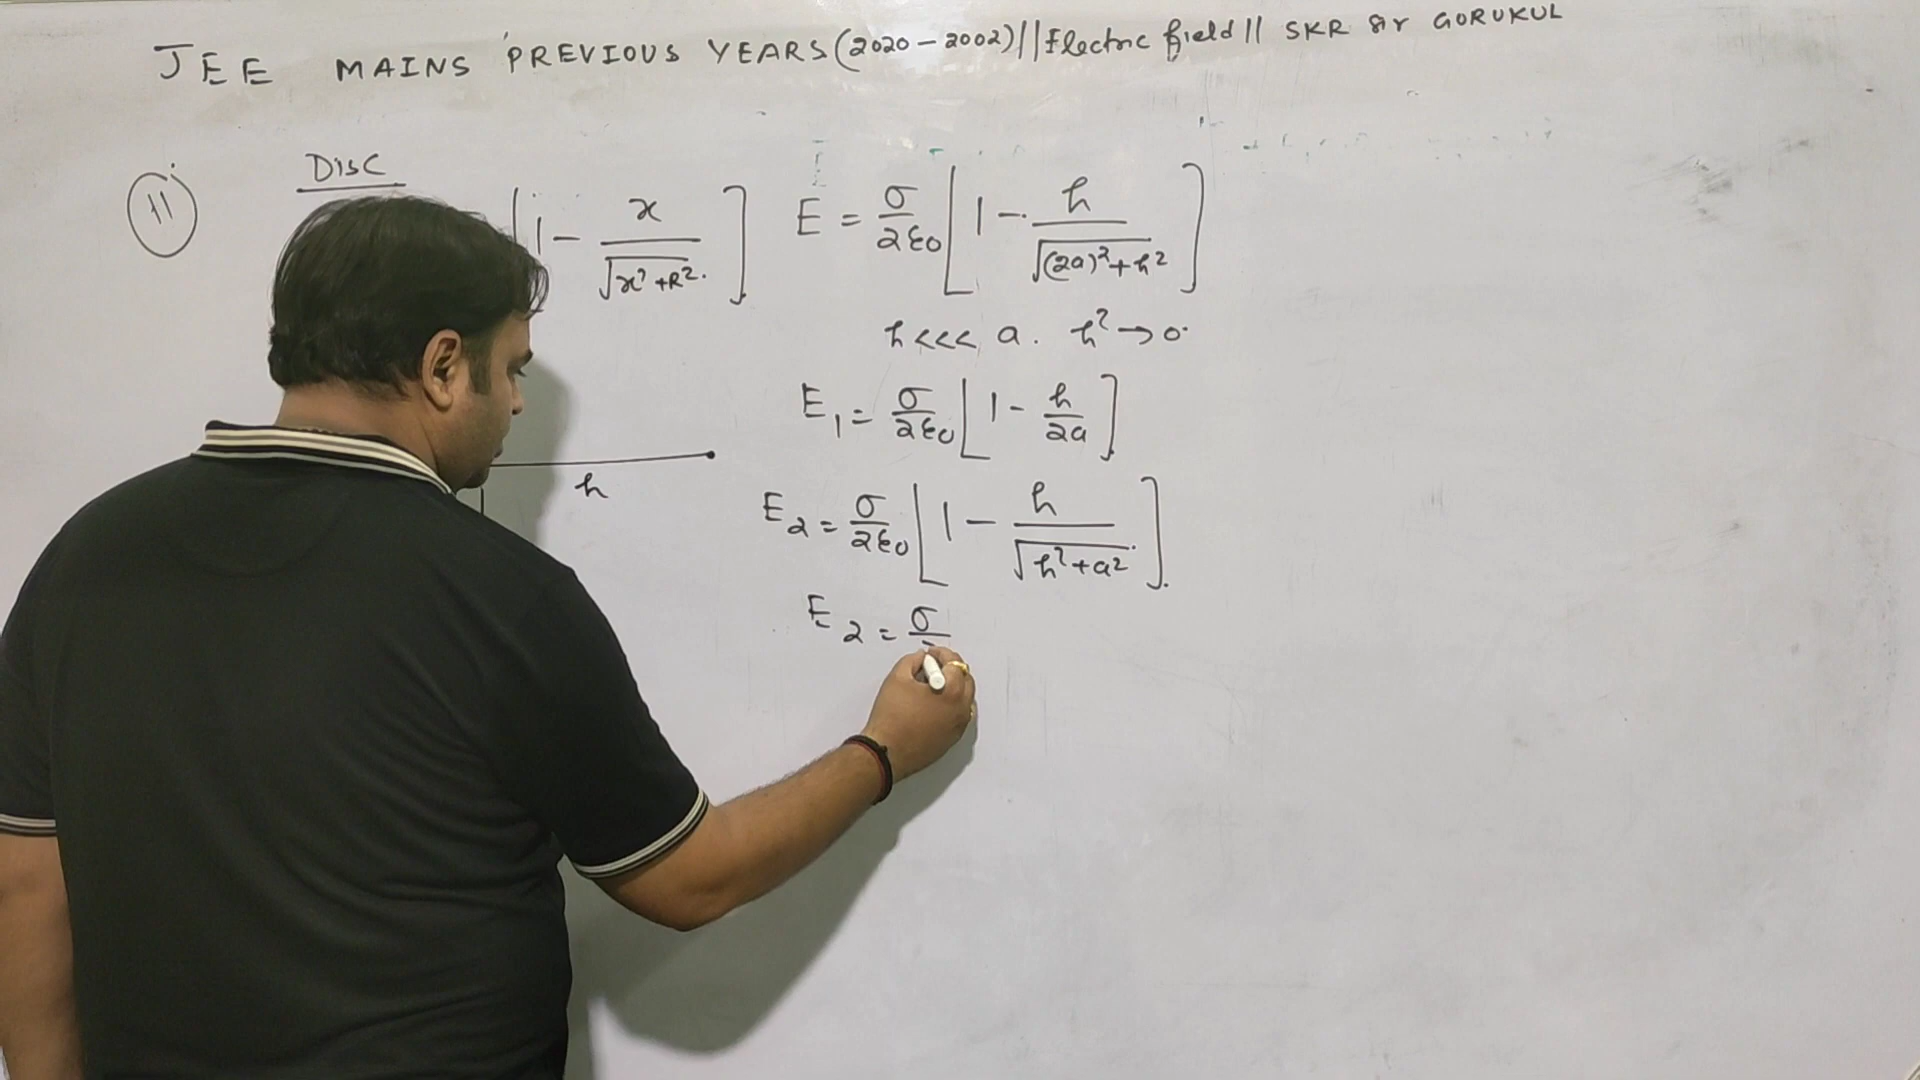 JEE MAINS PREVIOUS YEARS (2020-2002)||Electric field|| SKR Sir GORUKUL
11
Disc
[1 - x/√x²+R²]
E = σ/2ε0 [1 - h/√(2a)²+h²]
h <<< a. h² → 0.
E1 = σ/2ε0 [1 - h/2a]
h
E2 = σ/2ε0 [1 - h/√h²+a²]
E2 = σ